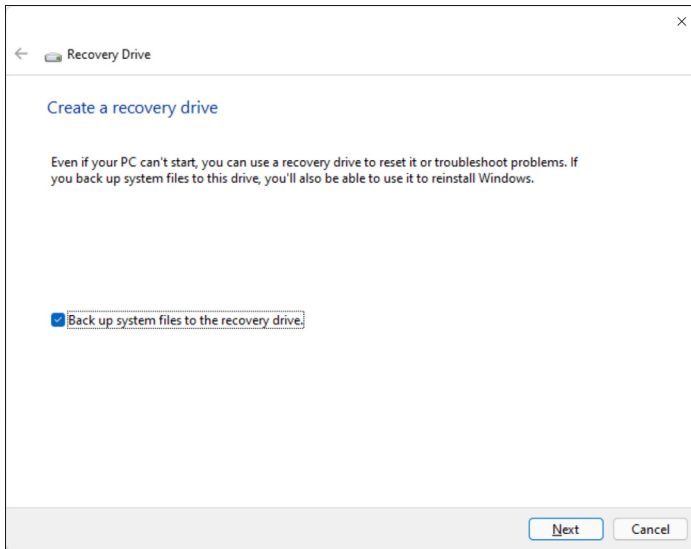 Recovery Drive
Create a recovery drive
Even if your PC can't start, you can use a recovery drive to reset it or troubleshoot problems. If
you back up system files to this drive, you'll also be able to use it to reinstall Windows.
Back up system files to the recovery drive.
Next Cancel